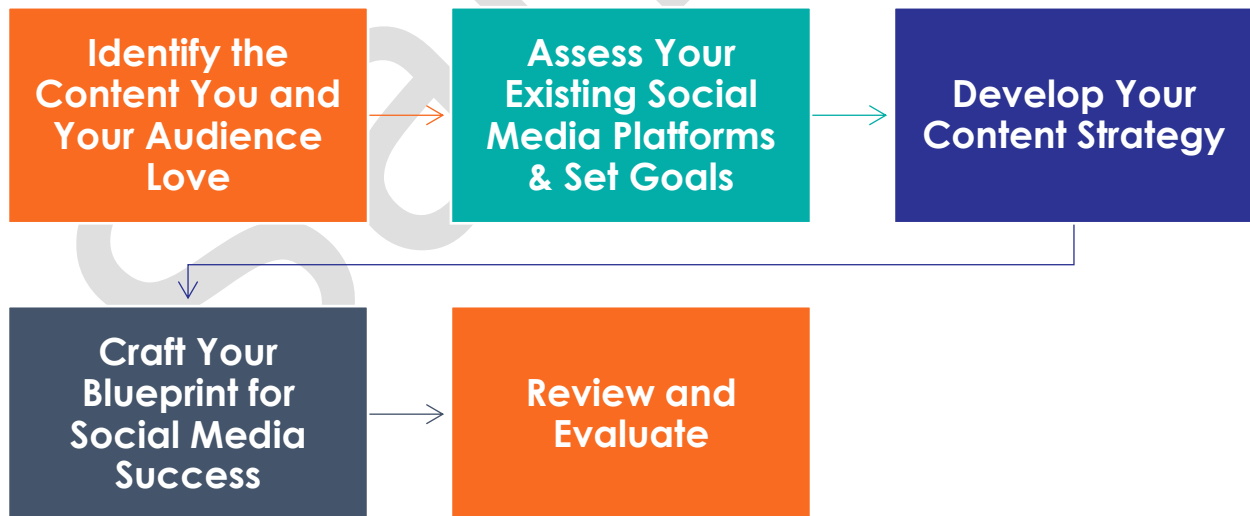 Identify the
Content You and
Your Audience
Love
Assess Your
Existing Social
Media Platforms
& Set Goals
Develop Your
Content Strategy
Craft Your
Blueprint for
Social Media
Success
Review and
Evaluate